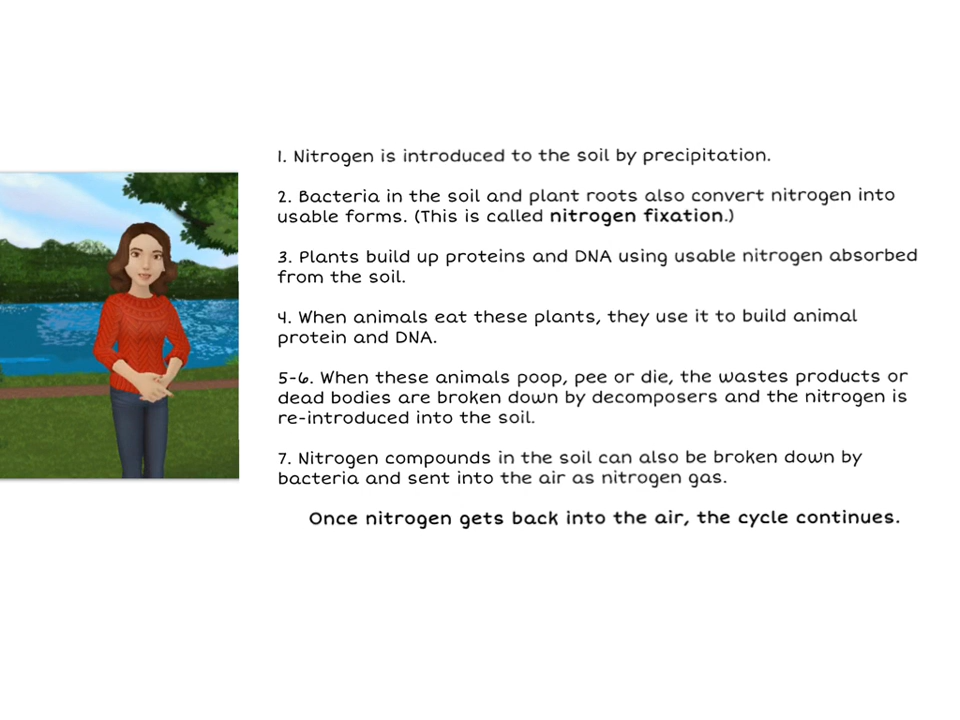 1. Nitrogen is introduced to the soil by precipitation.
2. Bacteria in the soil and plant roots also convert nitrogen into
usable forms. (This is called nitrogen fixation.)
3. Plants build up proteins and DNA using usable nitrogen absorbed
from the soil.
4. When animals eat these plants, they use it to build animal
protein and DNA.
5-6. When these animals poop, pee or die, the wastes products or
dead bodies are broken down by decomposers and the nitrogen is
re-introduced into the soil.
7. Nitrogen compounds in the soil can also be broken down by
bacteria and sent into the air as nitrogen gas.
Once nitrogen gets back into the air, the cycle continues.